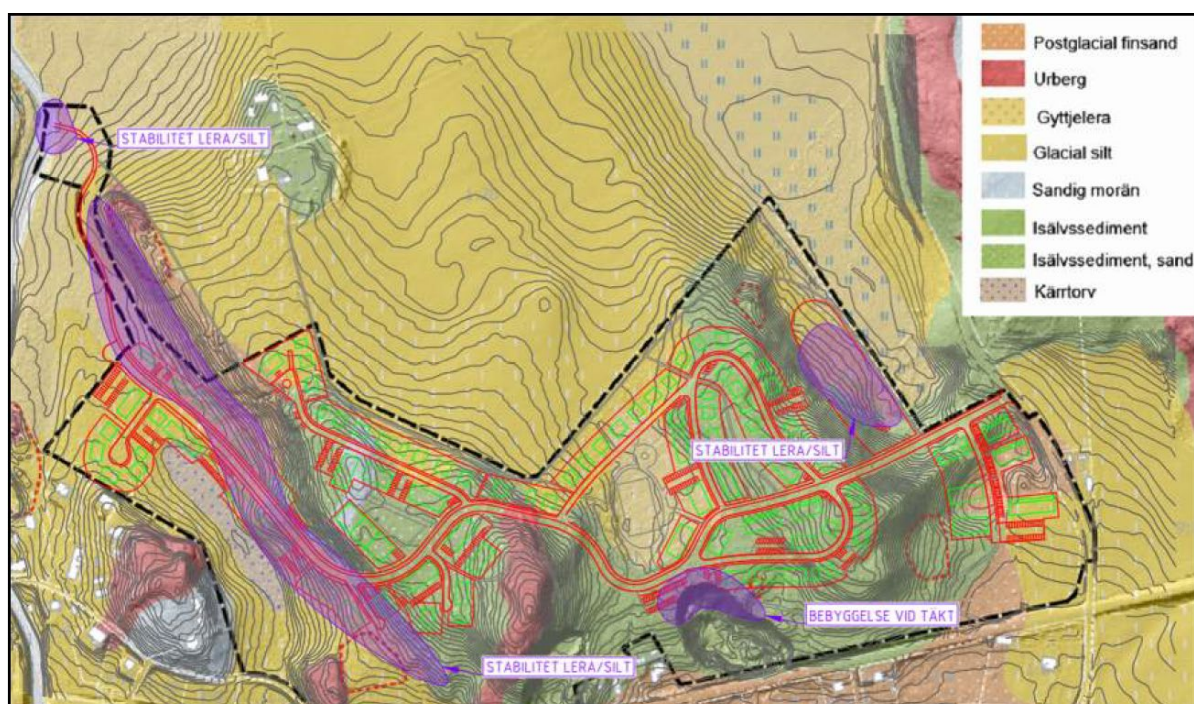 Postglacial finsand
Urberg
Gyttjelera
Glacial silt
Sandig morän
Isälvssediment
Isälvssediment, sand
Kärrtorv
STABILITET LERA/SILT
STABILITET LERA/SILT
BEBYGGELSE VID TÄKT
STABILITET LERA/SILT